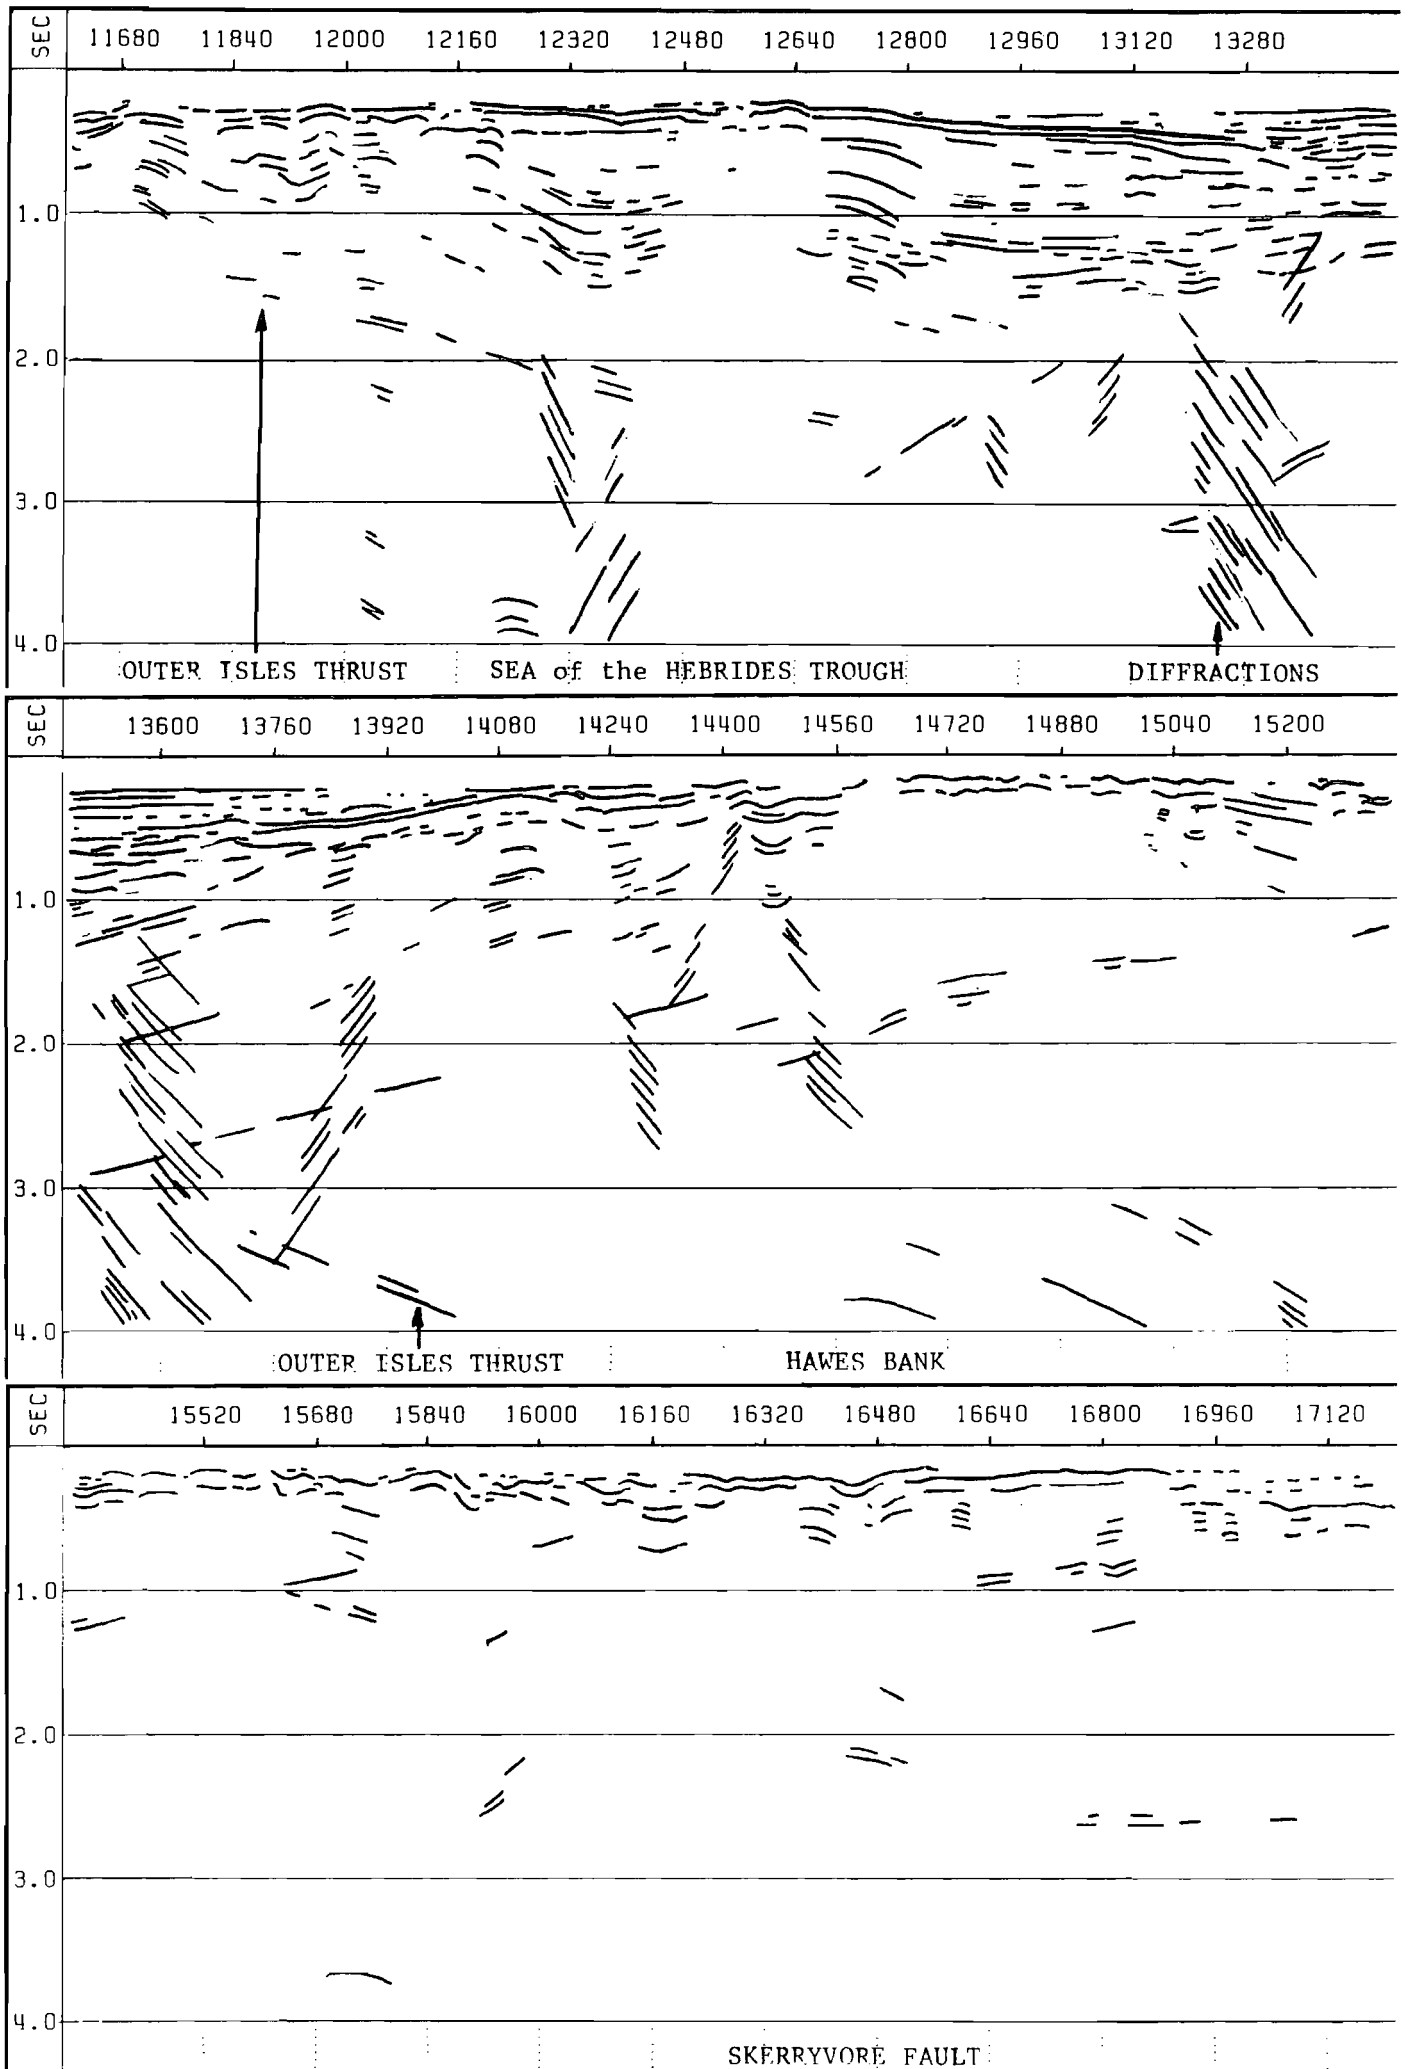 SEC 11680 11840 12000 12160 12320 12480 12640 12800 12960 13120 13280
1.0
2.0
3.0
4.0
OUTER ISLES THRUST SEA of the HEBRIDES TROUGH DIFFRACTIONS
SEC 13600 13760 13920 14080 14240 14400 14560 14720 14880 15040 15200
1.0
2.0
3.0
4.0
OUTER ISLES THRUST HAWES BANK
SEC 15520 15680 15840 16000 16160 16320 16480 16640 16800 16960 17120
1.0
2.0
3.0
4.0
SKERRYVORE FAULT